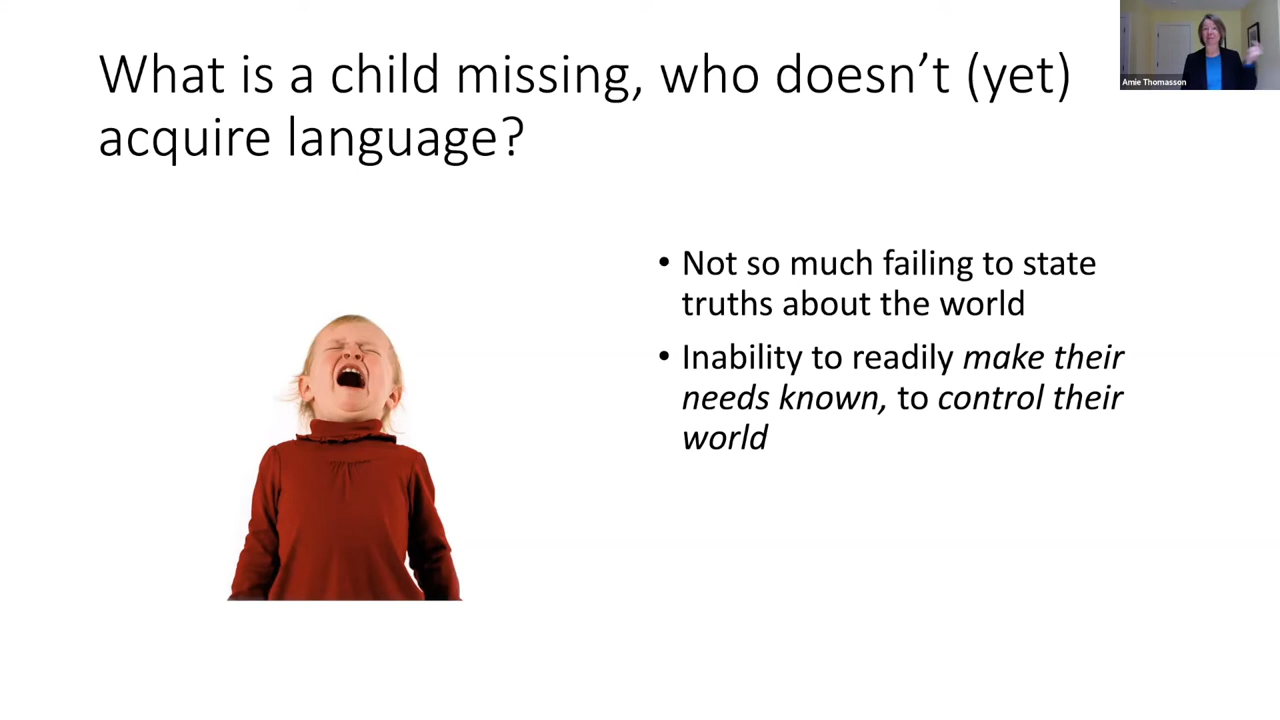 What is a child missing, who doesn’t (yet)
acquire language?
Amie Thomasson
• Not so much failing to state
truths about the world
• Inability to readily make their
needs known, to control their
world